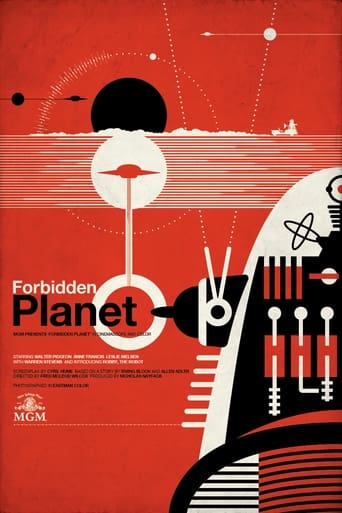 Forbidden
Planet
MGM PRESENTS 'FORBIDDEN PLANET' IN CINEMASCOPE AND COLOR
STARRING WALTER PIDGEON ANNE FRANCIS LESLIE NIELSEN
WITH WARREN STEVENS AND INTRODUCING ROBBY, THE ROBOT
SCREENPLAY BY CYRIL HUME BASED ON A STORY BY IRVING BLOCK AND ALLEN ADLER
DIRECTED BY FRED MCLEOD WILCOX PRODUCED BY NICHOLAS NAYFACK
PHOTOGRAPHED IN EASTMAN COLOR
MGM